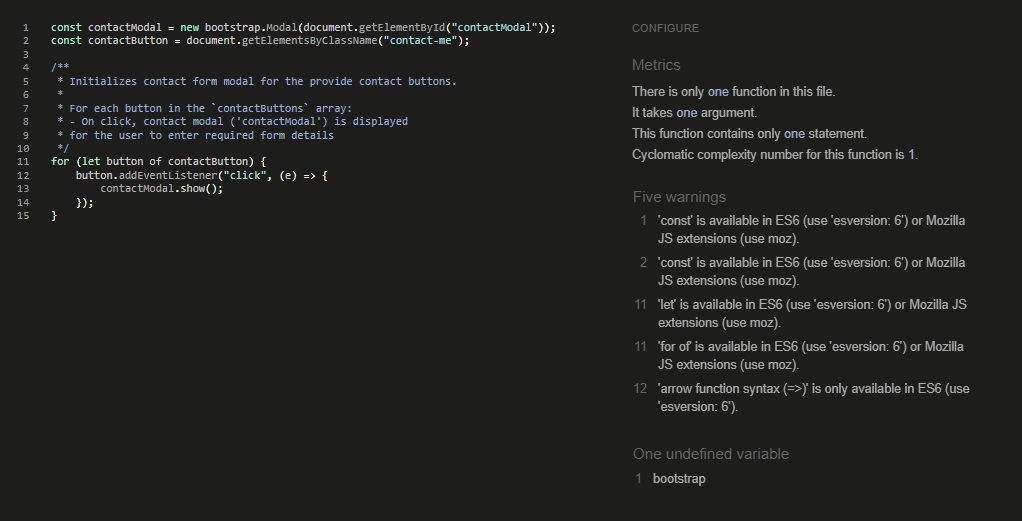 1 const contactModal = new bootstrap.Modal(document.getElementById("contactModal"));
2 const contactButton = document.getElementsByClassName("contact-me");
3
4 /**
5  * Initializes contact form modal for the provide contact buttons.
6  *
7  * For each button in the `contactButtons` array:
8  * - On click, contact modal ('contactModal') is displayed
9  * for the user to enter required form details
10  */
11 for (let button of contactButton) {
12     button.addEventListener("click", (e) => {
13         contactModal.show();
14     });
15 }
CONFIGURE
Metrics
There is only one function in this file.
It takes one argument.
This function contains only one statement.
Cyclomatic complexity number for this function is 1.
Five warnings
1 'const' is available in ES6 (use 'esversion: 6') or Mozilla
JS extensions (use moz).
2 'const' is available in ES6 (use 'esversion: 6') or Mozilla
JS extensions (use moz).
11 'let' is available in ES6 (use 'esversion: 6') or Mozilla JS
extensions (use moz).
11 'for of' is available in ES6 (use 'esversion: 6') or Mozilla
JS extensions (use moz).
12 'arrow function syntax (=>)' is only available in ES6 (use
'esversion: 6').
One undefined variable
1 bootstrap